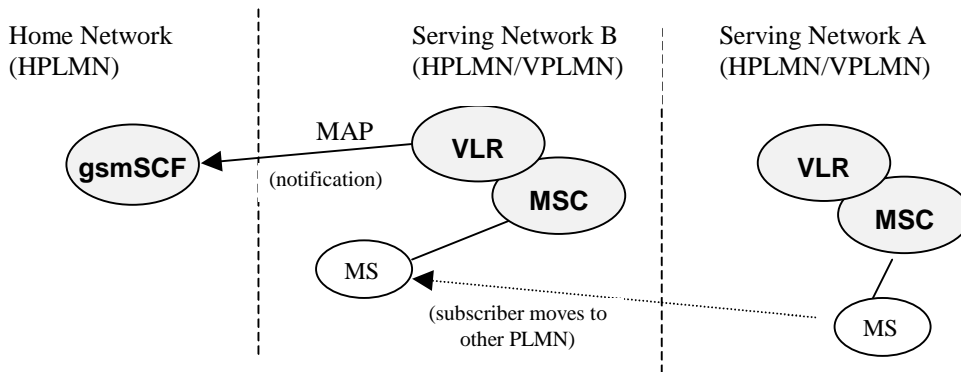 Home Network
(HPLMN)
Serving Network B
(HPLMN/VPLMN)
Serving Network A
(HPLMN/VPLMN)
gsmSCF
MAP
(notification)
VLR
MSC
MS
(subscriber moves to
other PLMN)
VLR
MSC
MS